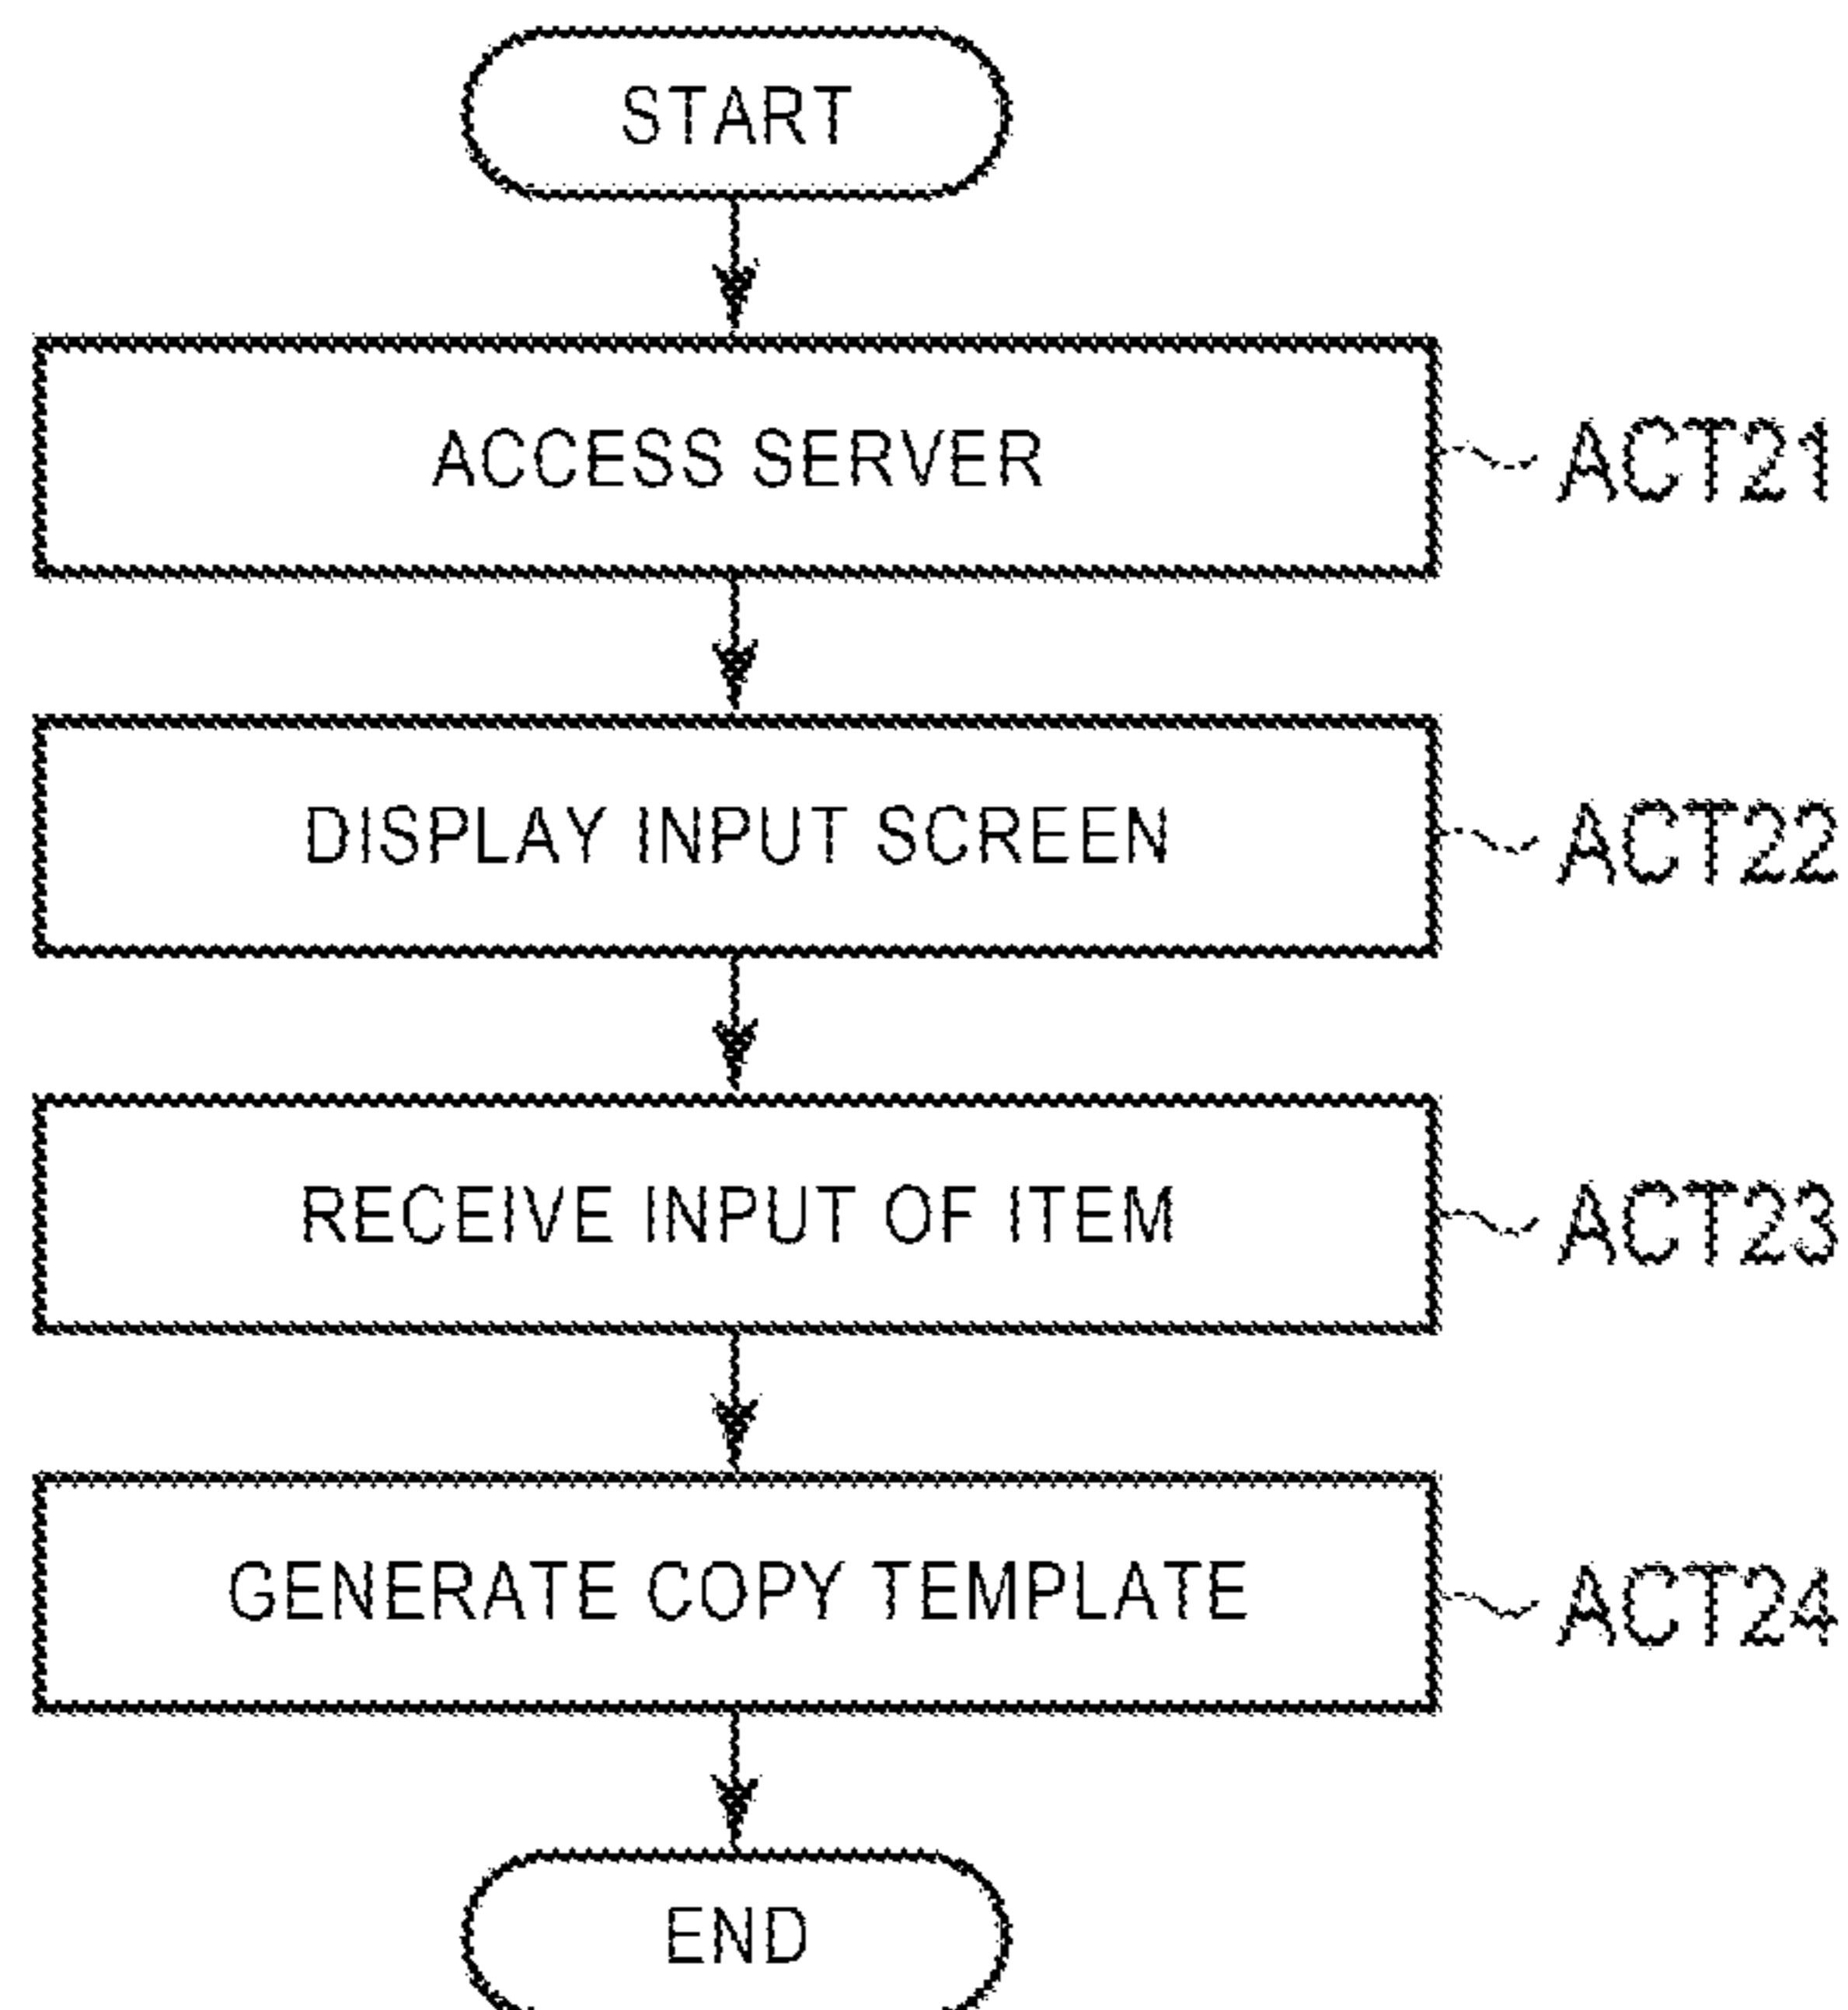 START
ACCESS SERVER
ACT21
DISPLAY INPUT SCREEN
ACT22
RECEIVE INPUT OF ITEM
ACT23
GENERATE COPY TEMPLATE
ACT24
END